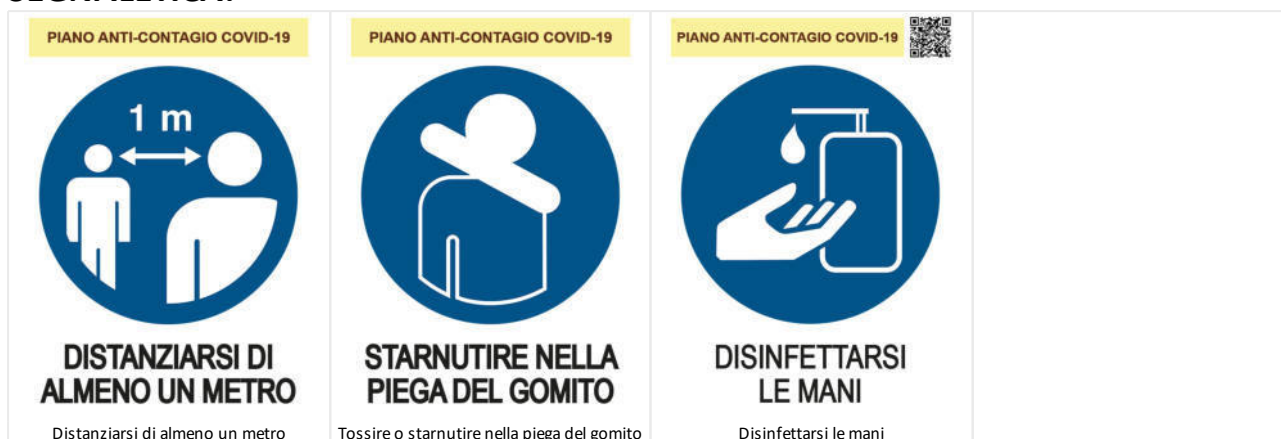 PIANO ANTI-CONTAGIO COVID-19
1 m
DISTANZIARSI DI
ALMENO UN METRO
Distanziarsi di almeno un metro
PIANO ANTI-CONTAGIO COVID-19
STARNUTIRE NELLA
PIEGA DEL GOMITO
Tossire o starnutire nella piega del gomito
PIANO ANTI-CONTAGIO COVID-19
DISINFETTARSI
LE MANI
Disinfettarsi le mani